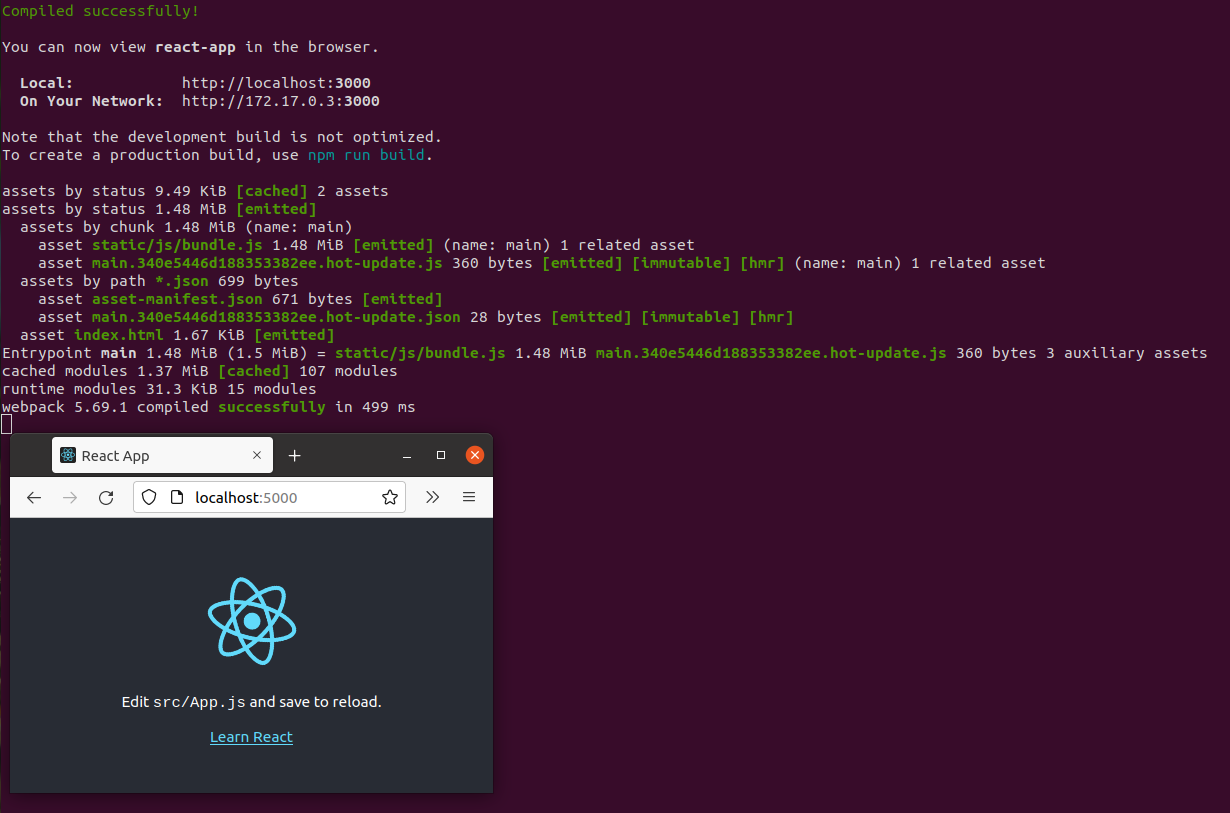 Compiled successfully!
You can now view react-app in the browser.
Local: http://localhost:3000
On Your Network: http://172.17.0.3:3000
Note that the development build is not optimized.
To create a production build, use npm run build.
assets by status 9.49 KiB [cached] 2 assets
assets by status 1.48 MiB [emitted]
assets by chunk 1.48 MiB (name: main)
asset static/js/bundle.js 1.48 MiB [emitted] (name: main) 1 related asset
asset main.340e5446d188353382ee.hot-update.js 360 bytes [emitted] [immutable] [hmr] (name: main) 1 related asset
assets by path *.json 699 bytes
asset asset-manifest.json 671 bytes [emitted]
asset main.340e5446d188353382ee.hot-update.json 28 bytes [emitted] [immutable] [hmr]
asset index.html 1.67 KiB [emitted]
Entrypoint main 1.48 MiB (1.5 MiB) = static/js/bundle.js 1.48 MiB main.340e5446d188353382ee.hot-update.js 360 bytes 3 auxiliary assets
cached modules 1.37 MiB [cached] 107 modules
runtime modules 31.3 KiB 15 modules
webpack 5.69.1 compiled successfully in 499 ms
React App
localhost:5000
Edit src/App.js and save to reload.
Learn React